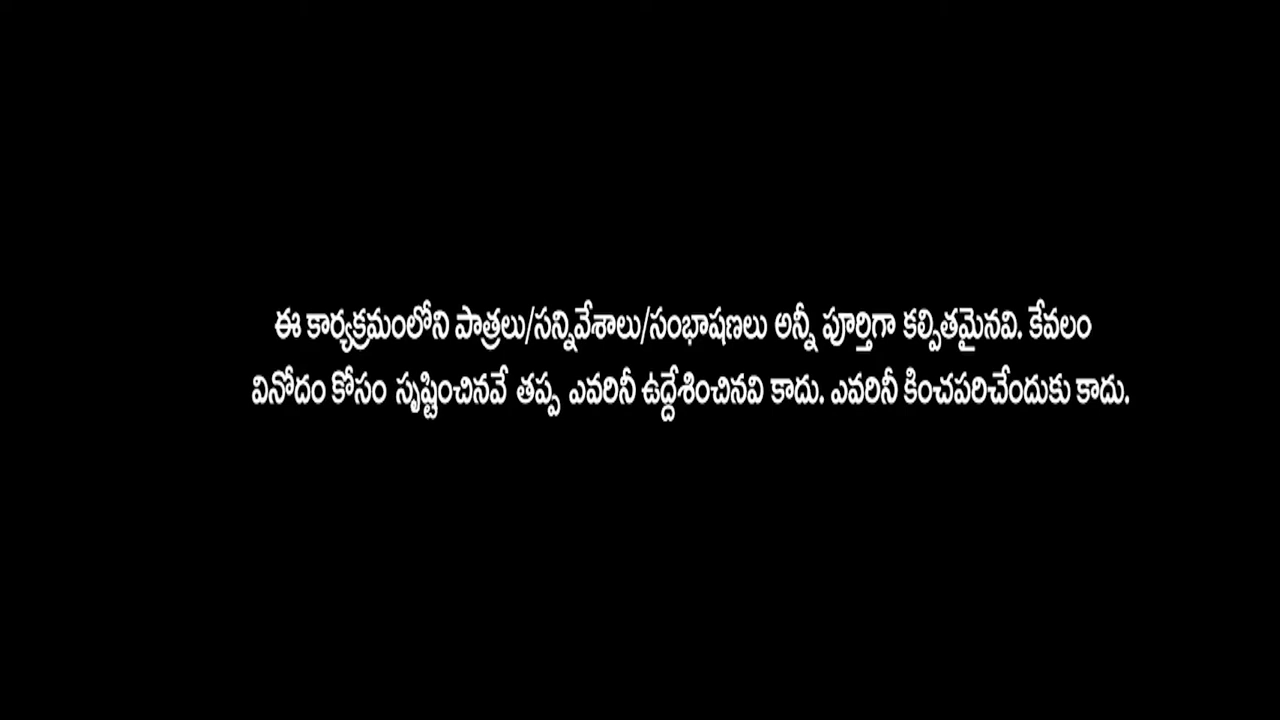 ఈ కార్యక్రమంలోని పాత్రలు/సన్నివేశాలు/సంభాషణలు అన్నీ పూర్తిగా కల్పితమైనవి. కేవలం
వినోదం కోసం సృష్టించినవే తప్ప ఎవరినీ ఉద్దేశించినవి కాదు. ఎవరినీ కించపరిచేందుకు కాదు.